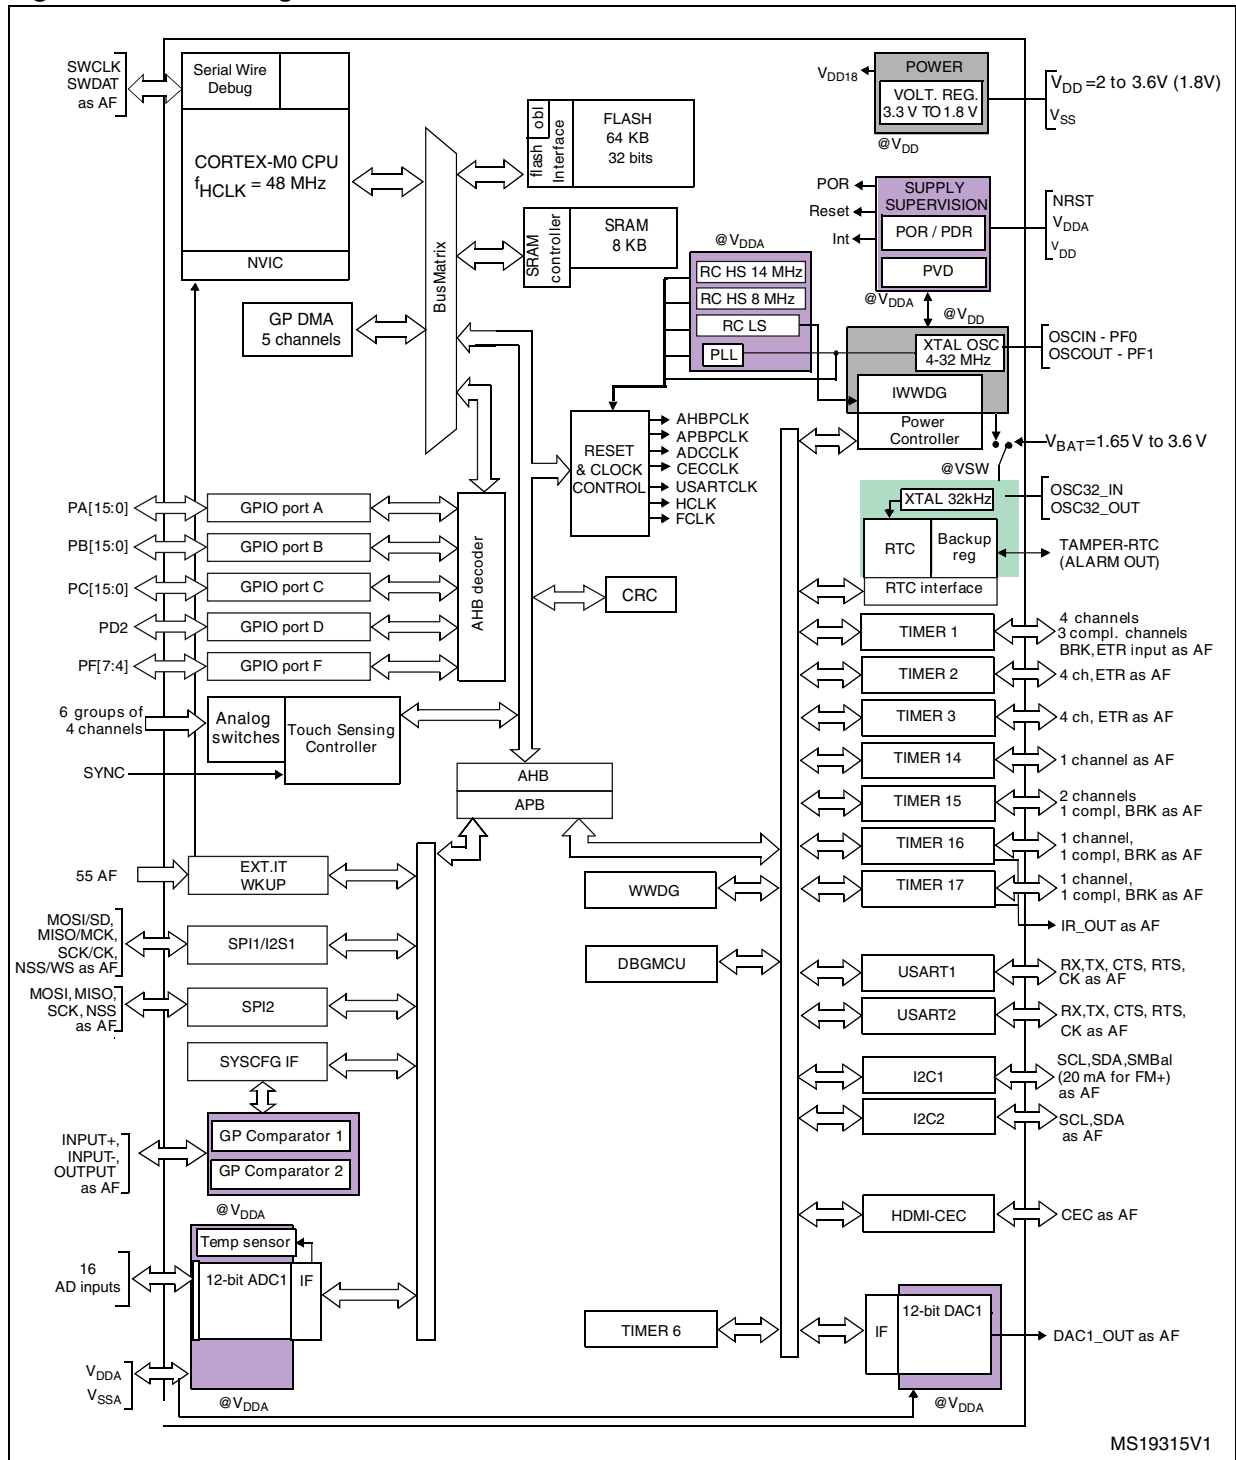 SWCLK
SWDAT
as AF
Serial Wire
Debug
CORTEX-M0 CPU
fHCLK = 48 MHz
NVIC
GP DMA
5 channels
BusMatrix
flash
obl
Interface
FLASH
64 KB
32 bits
SRAM
controller
SRAM
8 KB
VDD18
POWER
VOLT. REG.
3.3 V TO 1.8 V
@VDD
VDD =2 to 3.6V (1.8V)
VSS
POR
Reset
Int
SUPPLY
SUPERVISION
POR / PDR
PVD
@VDDA
NRST
VDDA
VDD
@VDDA
RC HS 14 MHz
RC HS 8 MHz
RC LS
PLL
@VDD
XTAL OSC
4-32 MHz
IWWDG
Power
Controller
OSCIN - PF0
OSCOUT - PF1
VBAT=1.65 V to 3.6 V
@VSW
RESET
& CLOCK
CONTROL
AHBPCLK
APBPCLK
ADCCLK
CECCLK
USARTCLK
HCLK
FCLK
XTAL 32kHz
OSC32_IN
OSC32_OUT
RTC
Backup
reg
RTC interface
TAMPER-RTC
(ALARM OUT)
PA[15:0]
GPIO port A
PB[15:0]
GPIO port B
PC[15:0]
GPIO port C
PD2
GPIO port D
PF[7:4]
GPIO port F
AHB decoder
CRC
6 groups of
4 channels
Analog
switches
Touch Sensing
Controller
SYNC
AHB
APB
TIMER 1
4 channels
3 compl. channels
BRK,ETR input as AF
TIMER 2
4 ch,ETR as AF
TIMER 3
4 ch, ETR as AF
TIMER 14
1 channel as AF
TIMER 15
2 channels
1 compl, BRK as AF
TIMER 16
1 channel,
1 compl, BRK as AF
TIMER 17
1 channel,
1 compl, BRK as AF
IR_OUT as AF
55 AF
EXT.IT
WKUP
WWDG
MOSI/SD,
MISO/MCK,
SCK/CK,
NSS/WS as AF
SPI1/I2S1
DBGMCU
MOSI,MISO,
SCK, NSS
as AF
SPI2
USART1
RX,TX, CTS, RTS,
CK as AF
USART2
RX,TX, CTS, RTS,
CK as AF
SYSCFG IF
I2C1
SCL,SDA,SMBal
(20 mA for FM+)
as AF
I2C2
SCL,SDA
as AF
INPUT+,
INPUT-,
OUTPUT
as AF
GP Comparator 1
GP Comparator 2
@VDDA
HDMI-CEC
CEC as AF
Temp sensor
16
AD inputs
12-bit ADC1
IF
TIMER 6
IF
12-bit DAC1
DAC1_OUT as AF
VDDA
VSSA
@VDDA
@VDDA
MS19315V1